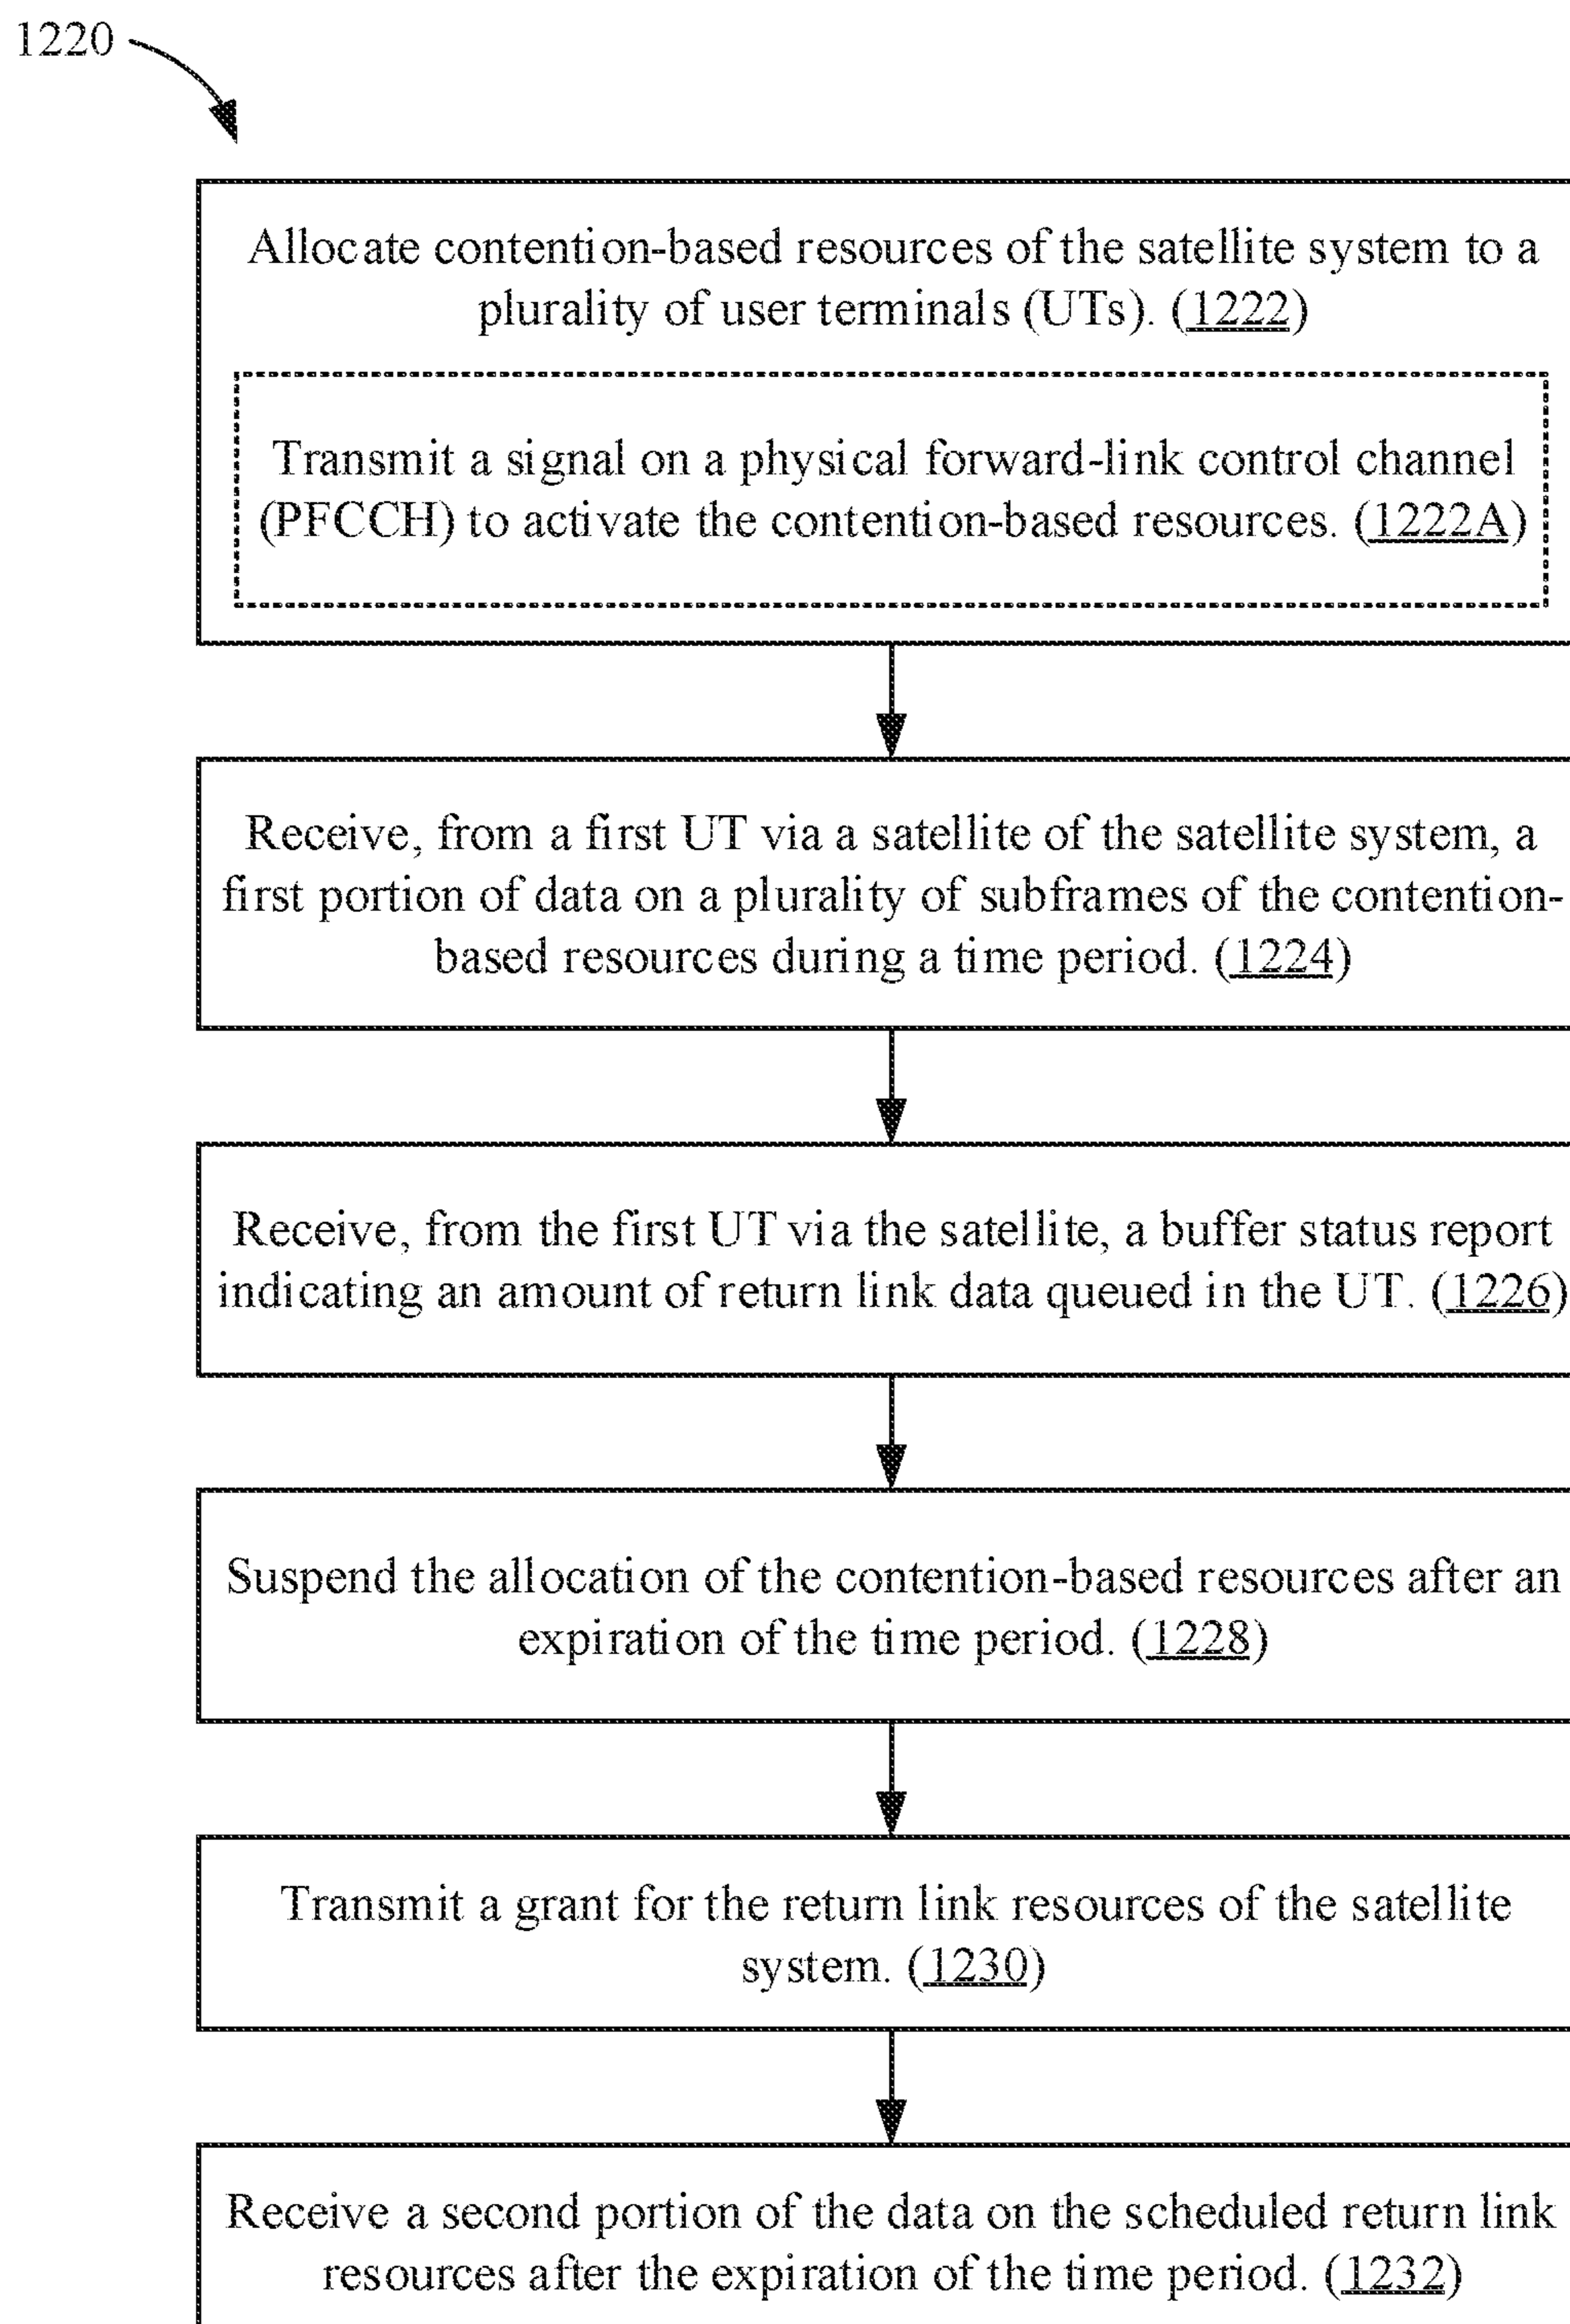 1220
Allocate contention-based resources of the satellite system to a
plurality of user terminals (UTs). (1222)
Transmit a signal on a physical forward-link control channel
(PFCCH) to activate the contention-based resources. (1222A)
Receive, from a first UT via a satellite of the satellite system, a
first portion of data on a plurality of subframes of the contention-
based resources during a time period. (1224)
Receive, from the first UT via the satellite, a buffer status report
indicating an amount of return link data queued in the UT. (1226)
Suspend the allocation of the contention-based resources after an
expiration of the time period. (1228)
Transmit a grant for the return link resources of the satellite
system. (1230)
Receive a second portion of the data on the scheduled return link
resources after the expiration of the time period. (1232)